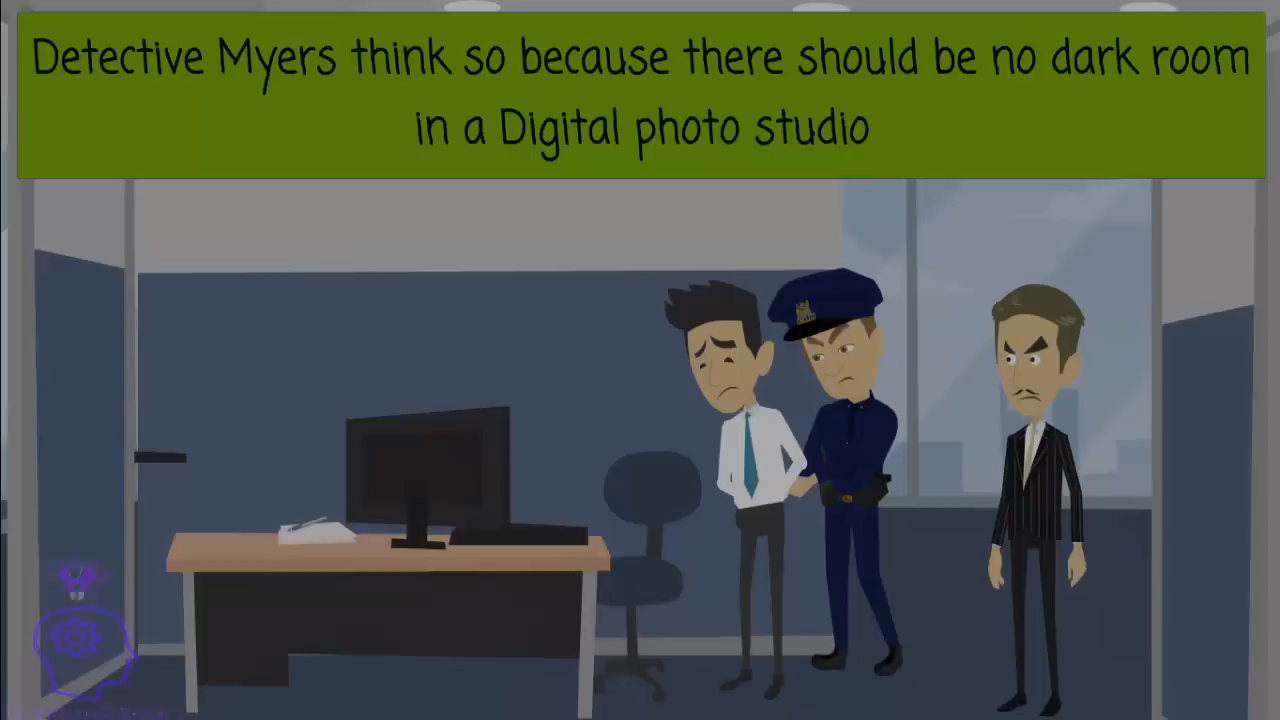 Detective Myers think so because there should be no dark room
in a Digital photo studio